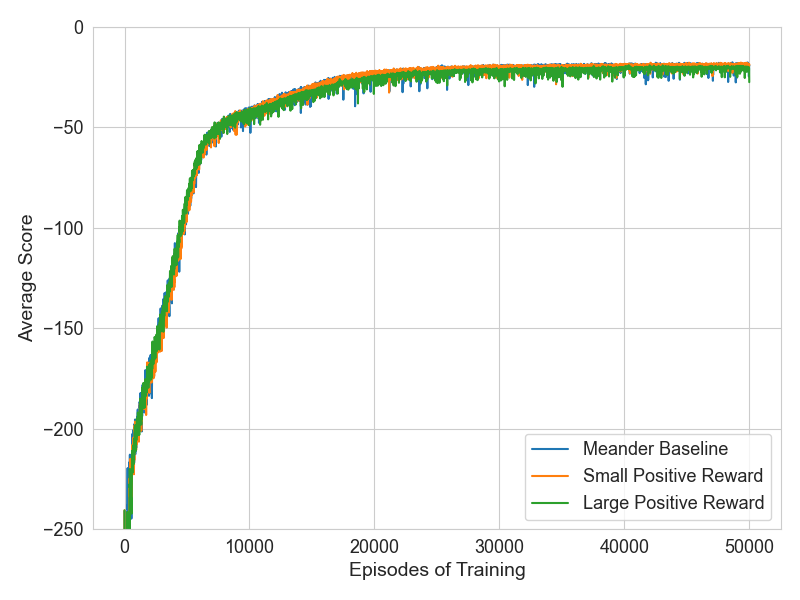 0
−50
−100
−150
−200
−250
Average Score
0
10000
20000
30000
40000
50000
Episodes of Training
Meander Baseline
Small Positive Reward
Large Positive Reward